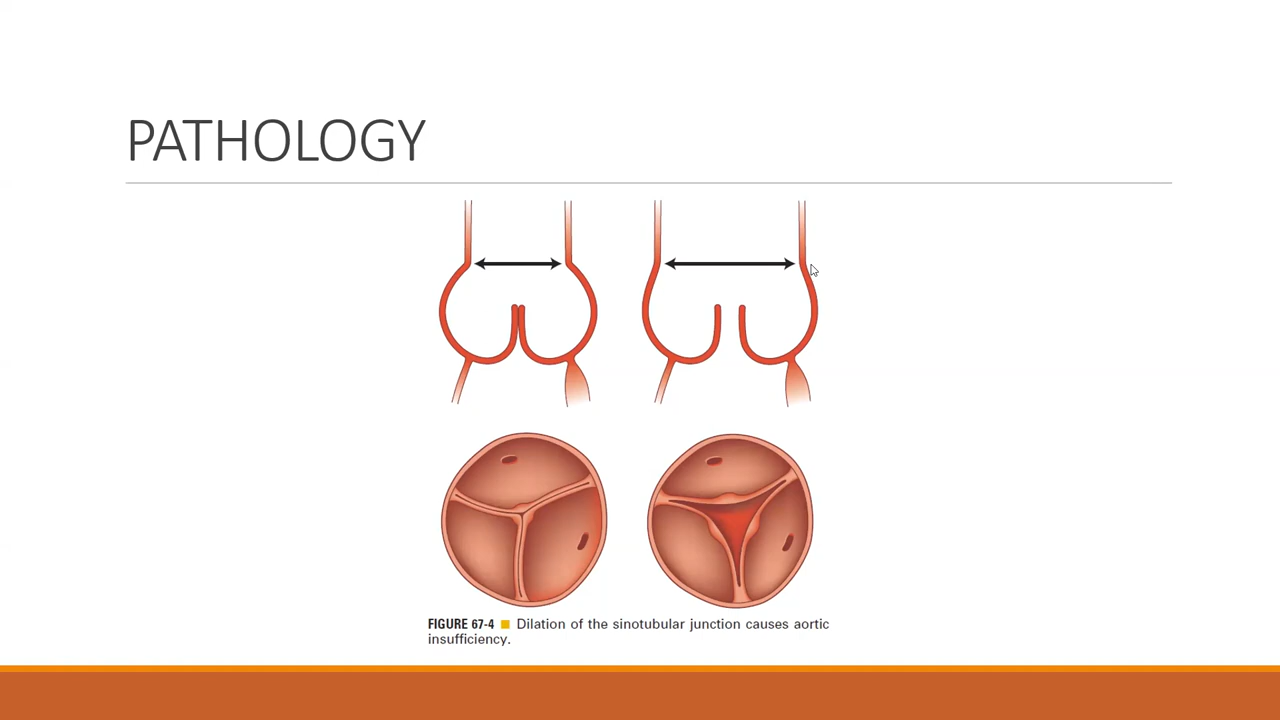 PATHOLOGY
FIGURE 67-4 ■ Dilation of the sinotubular junction causes aortic
insufficiency.